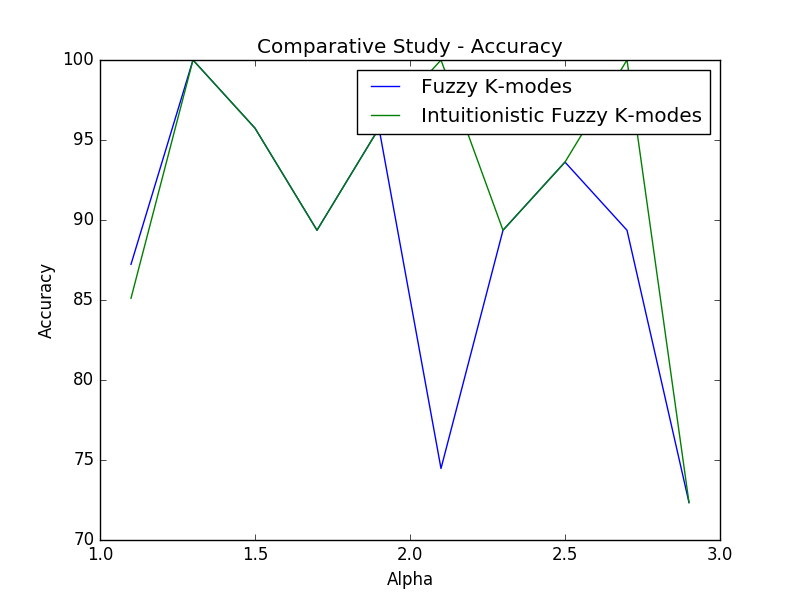 Comparative Study - Accuracy
100
Fuzzy K-modes
Intuitionistic Fuzzy K-modes
95
90
85
Accuracy
80
75
70
1.0 1.5 2.0 2.5 3.0
Alpha